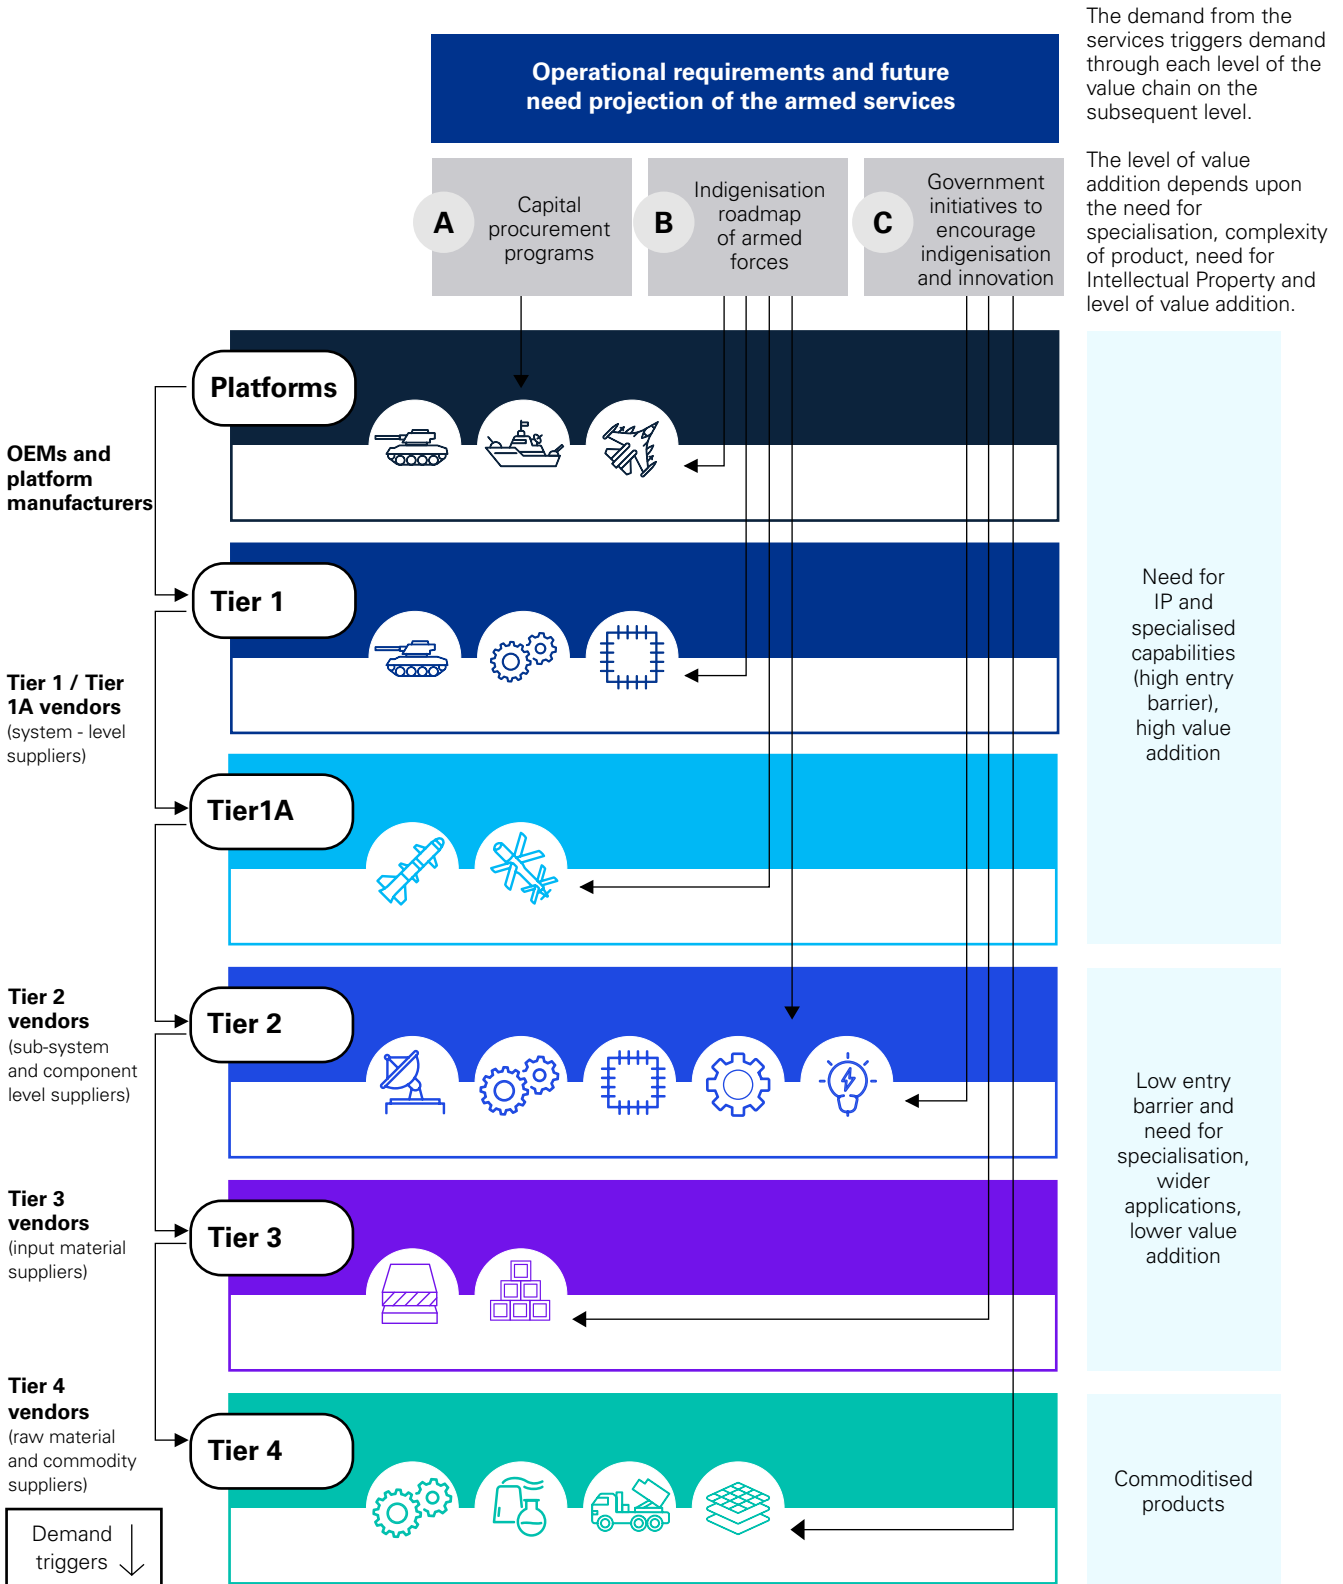 The demand from the
services triggers demand
through each level of the
value chain on the
subsequent level.
The level of value
addition depends upon
the need for
specialisation, complexity
of product, need for
Intellectual Property and
level of value addition.
Operational requirements and future
need projection of the armed services
A
Capital
procurement
programs
B
Indigenisation
roadmap
of armed
forces
C
Government
initiatives to
encourage
indigenisation
and innovation
Platforms
OEMs and
platform
manufacturers
Tier 1
Tier 1 / Tier
1A vendors
(system - level
suppliers)
Tier1A
Need for
IP and
specialised
capabilities
(high entry
barrier),
high value
addition
Tier 2
vendors
(sub-system
and component
level suppliers)
Tier 2
Tier 3
vendors
(input material
suppliers)
Tier 3
Low entry
barrier and
need for
specialisation,
wider
applications,
lower value
addition
Tier 4
vendors
(raw material
and commodity
suppliers)
Tier 4
Commoditised
products
Demand
triggers